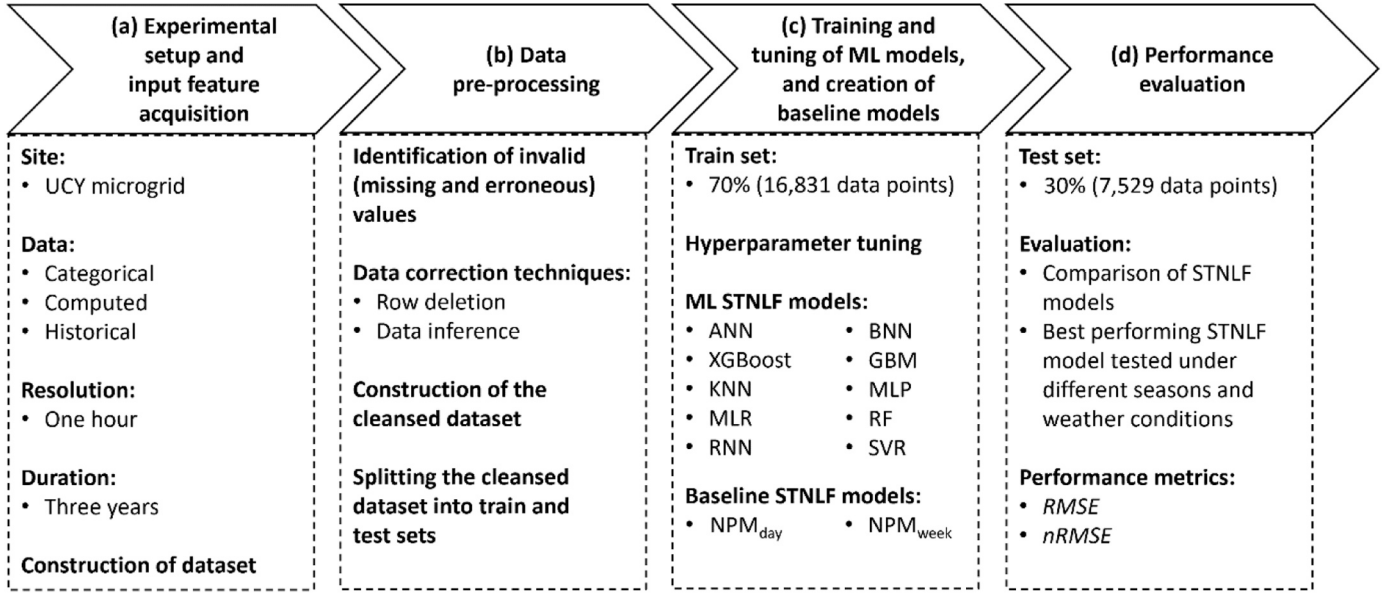 (a) Experimental
setup and
input feature
acquisition
Site:
• UCY microgrid
Data:
• Categorical
• Computed
• Historical
Resolution:
• One hour
Duration:
• Three years
Construction of dataset
(b) Data
pre-processing
Identification of invalid
(missing and erroneous)
values
Data correction techniques:
• Row deletion
• Data inference
Construction of the
cleansed dataset
Splitting the cleansed
dataset into train and
test sets
(c) Training and
tuning of ML models,
and creation of
baseline models
Train set:
• 70% (16,831 data points)
Hyperparameter tuning
ML STNLF models:
• ANN • BNN
• XGBoost • GBM
• KNN • MLP
• MLR • RF
• RNN • SVR
Baseline STNLF models:
• NPMday • NPMweek
(d) Performance
evaluation
Test set:
• 30% (7,529 data points)
Evaluation:
• Comparison of STNLF
models
• Best performing STNLF
model tested under
different seasons and
weather conditions
Performance metrics:
• RMSE
• nRMSE